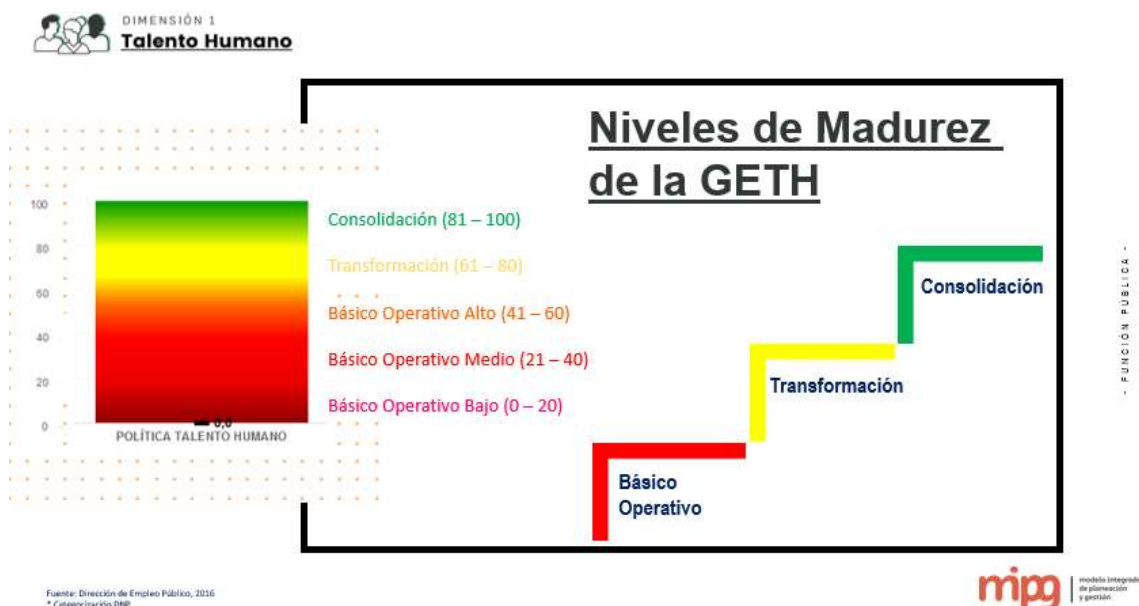 DIMENSIÓN 1
Talento Humano
Niveles de Madurez
de la GETH
100
80
60
40
20
0
0,0
POLÍTICA TALENTO HUMANO
Consolidación (81 – 100)
Transformación (61 – 80)
Básico Operativo Alto (41 – 60)
Básico Operativo Medio (21 – 40)
Básico Operativo Bajo (0 – 20)
Consolidación
Transformación
Básico
Operativo
- FUNCIÓN PÚBLICA -
Fuente: Dirección de Empleo Público, 2016
* Categorización DNP
mipg
modelo integrado
de planeación
y gestión